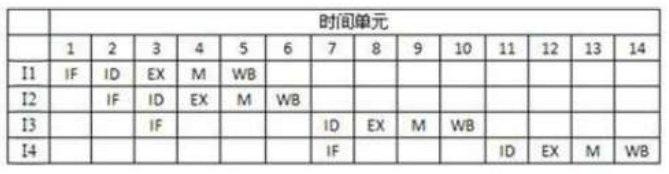 时间单元
1 2 3 4 5 6 7 8 9 10 11 12 13 14
I1 IF ID EX M WB
I2 IF ID EX M WB
I3 IF ID EX M WB
I4 IF ID EX M WB